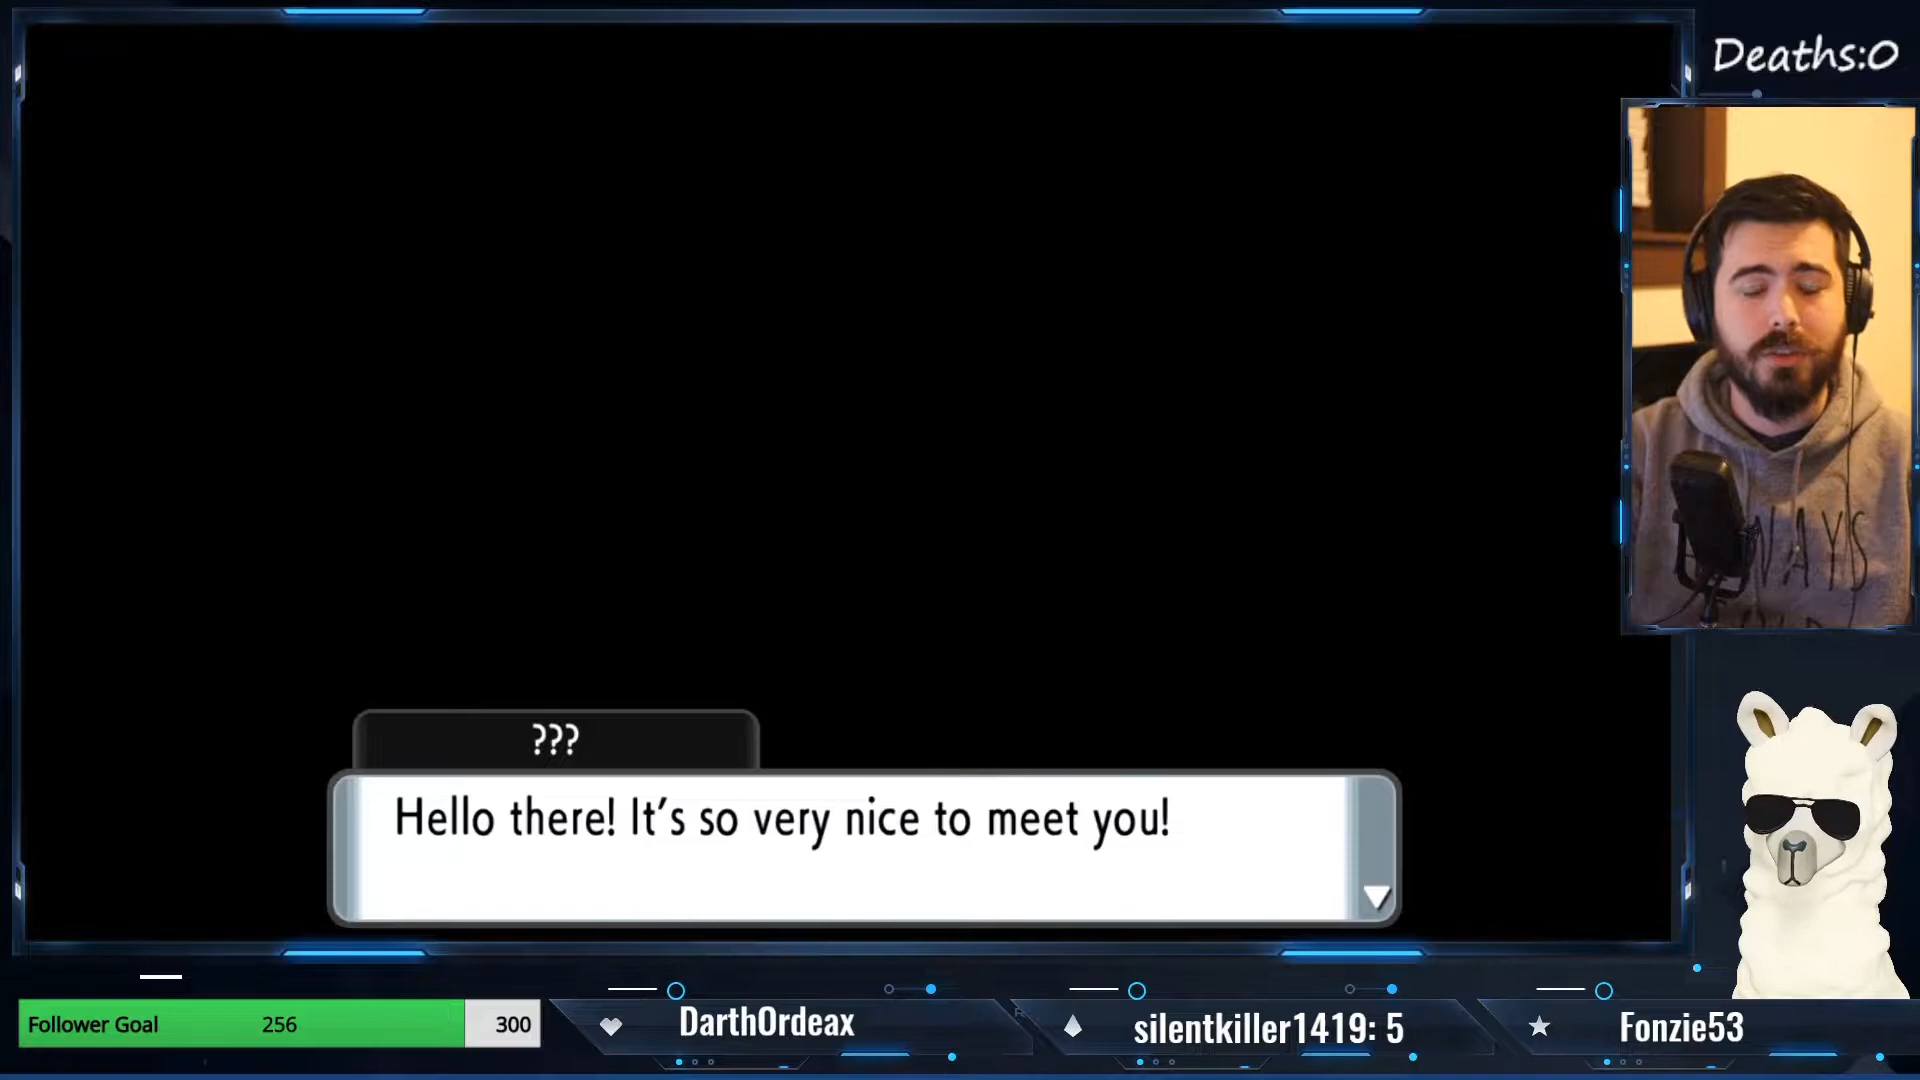 Deaths:0
???
Hello there! It's so very nice to meet you!
Follower Goal 256 300
DarthOrdeax
silentkiller1419: 5
Fonzie53